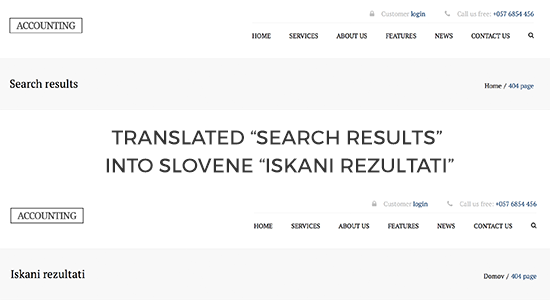 Customer login Call us free: +057 6854 456
ACCOUNTING
HOME SERVICES ABOUT US FEATURES NEWS CONTACT US
Search results
Home / 404 page
TRANSLATED “SEARCH RESULTS”
INTO SLOVENE “ISKANI REZULTATI”
Customer login Call us free: +057 6854 456
ACCOUNTING
HOME SERVICES ABOUT US FEATURES NEWS CONTACT US
Iskani rezultati
Domov / 404 page